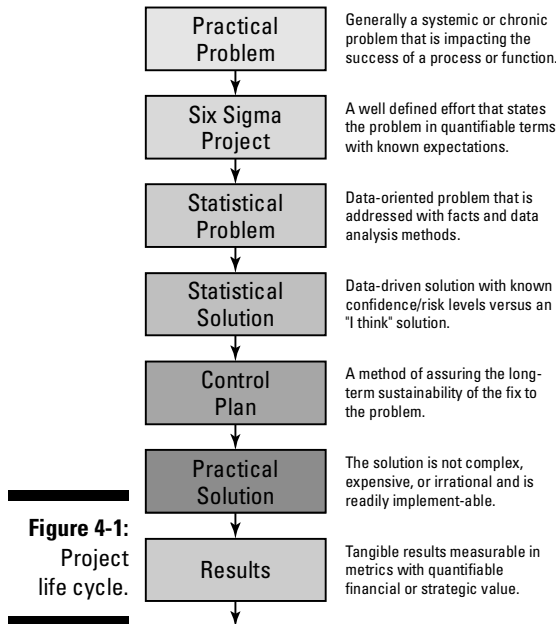 Practical
Problem
Generally a systemic or chronic
problem that is impacting the
success of a process or function.
Six Sigma
Project
A well defined effort that states
the problem in quantifiable terms
with known expectations.
Statistical
Problem
Data-oriented problem that is
addressed with facts and data
analysis methods.
Statistical
Solution
Data-driven solution with known
confidence/risk levels versus an
"I think" solution.
Control
Plan
A method of assuring the long-
term sustainability of the fix to
the problem.
Practical
Solution
The solution is not complex,
expensive, or irrational and is
readily implement-able.
Figure 4-1:
Project
life cycle.
Results
Tangible results measurable in
metrics with quantifiable
financial or strategic value.